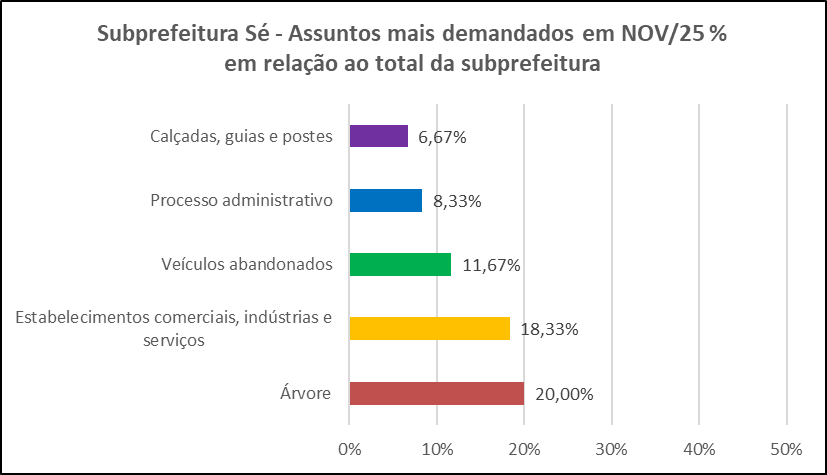 Subprefeitura Sé - Assuntos mais demandados em NOV/25 %
em relação ao total da subprefeitura
Calçadas, guias e postes
6,67%
Processo administrativo
8,33%
Veículos abandonados
11,67%
Estabelecimentos comerciais, indústrias e
serviços
18,33%
Árvore
20,00%
0% 10% 20% 30% 40% 50%